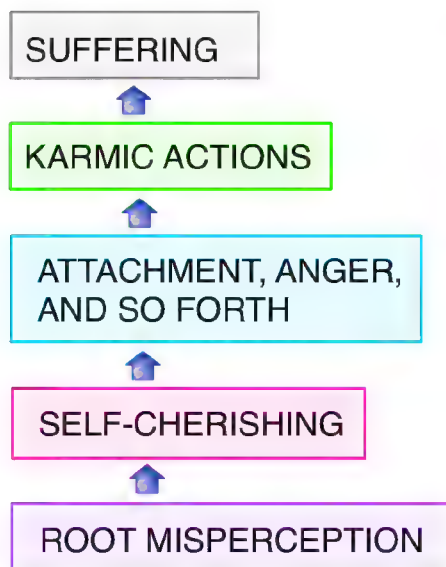 SUFFERING
KARMIC ACTIONS
ATTACHMENT, ANGER,
AND SO FORTH
SELF-CHERISHING
ROOT MISPERCEPTION